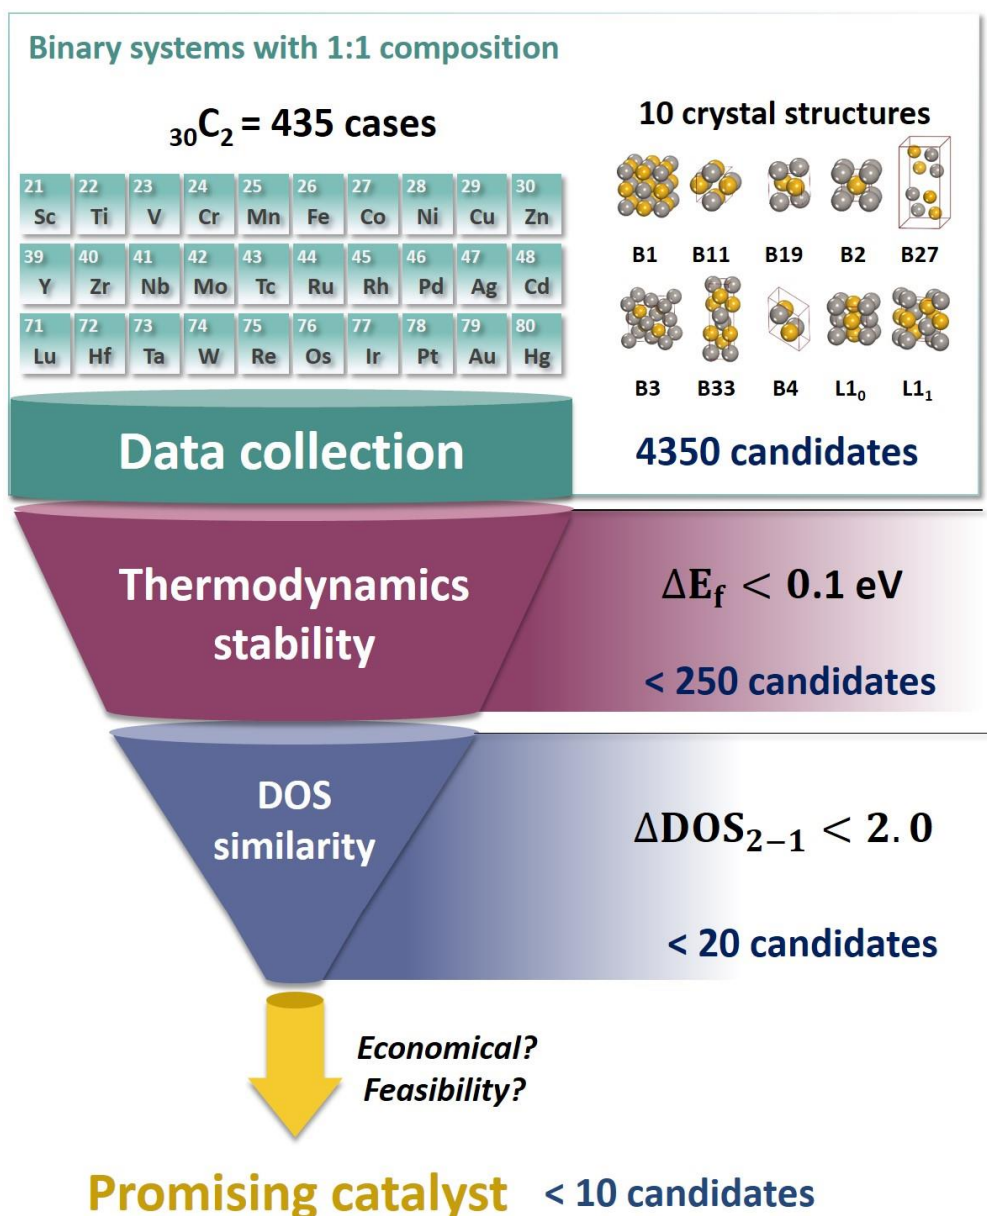 Binary systems with 1:1 composition
₃₀C₂ = 435 cases
21 22 23 24 25 26 27 28 29 30
Sc Ti V Cr Mn Fe Co Ni Cu Zn
39 40 41 42 43 44 45 46 47 48
Y Zr Nb Mo Tc Ru Rh Pd Ag Cd
71 72 73 74 75 76 77 78 79 80
Lu Hf Ta W Re Os Ir Pt Au Hg
10 crystal structures
B1 B11 B19 B2 B27
B3 B33 B4 L1₀ L1₁
Data collection
4350 candidates
Thermodynamics
stability
ΔE_f < 0.1 eV
< 250 candidates
DOS
similarity
ΔDOS₂₋₁ < 2.0
< 20 candidates
Economical?
Feasibility?
Promising catalyst < 10 candidates